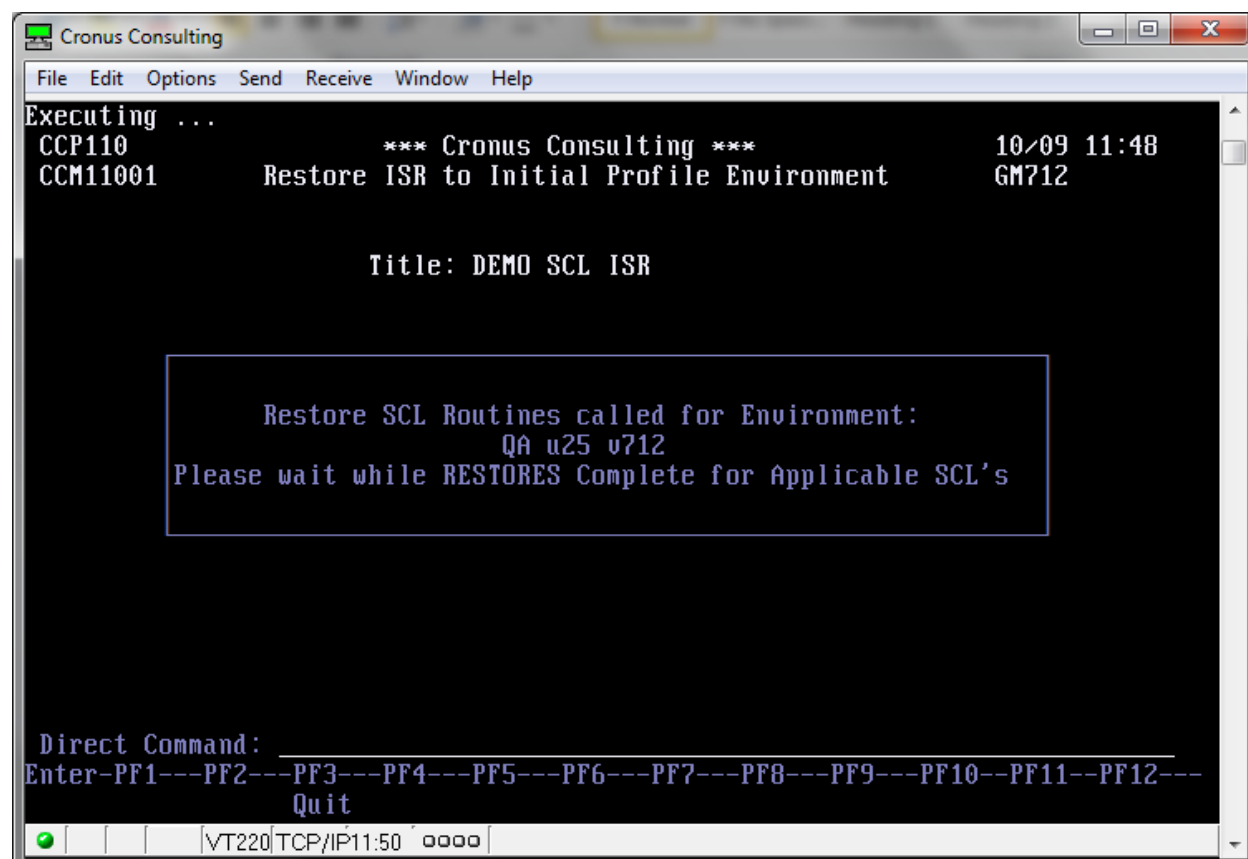 Cronus Consulting
File Edit Options Send Receive Window Help
Executing ...
CCP110 *** Cronus Consulting *** 10/09 11:48
CCM11001 Restore ISR to Initial Profile Environment GM712
Title: DEMO SCL ISR
Restore SCL Routines called for Environment:
QA u25 v712
Please wait while RESTORES Complete for Applicable SCL's
Direct Command:
Enter-PF1---PF2---PF3---PF4---PF5---PF6---PF7---PF8---PF9---PF10--PF11--PF12---
Quit
VT220 TCP/IP 11:50 oooo